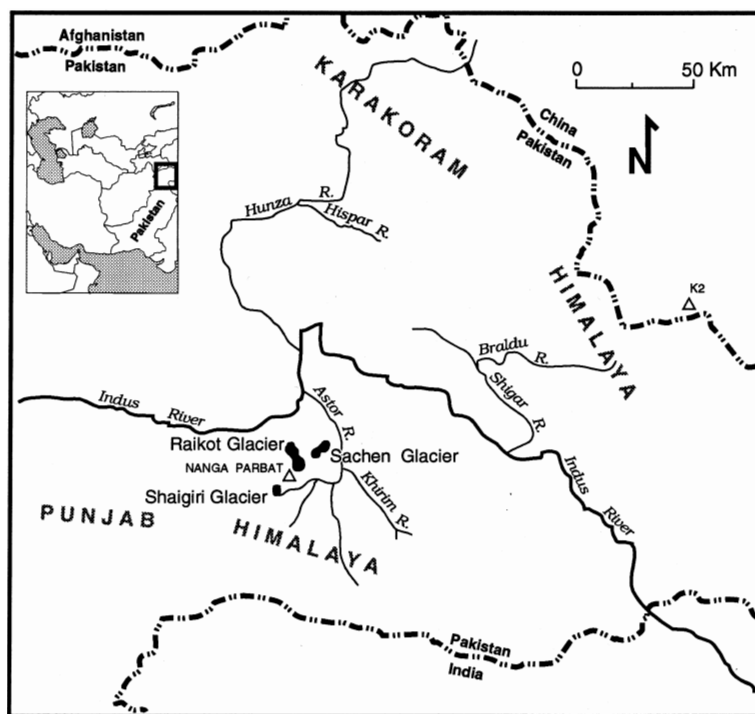 Afghanistan
Pakistan
KARAKORAM
0 50 Km
China
Pakistan
N
Pakistan
Hunza R.
Hispar R.
K2
HIMALAYA
Braldu R.
Shigar R.
Indus River
Astor R.
Raikot Glacier
Sachen Glacier
NANGA PARBAT
Shaigiri Glacier
Khirim R.
PUNJAB
HIMALAYA
Indus River
Pakistan
India